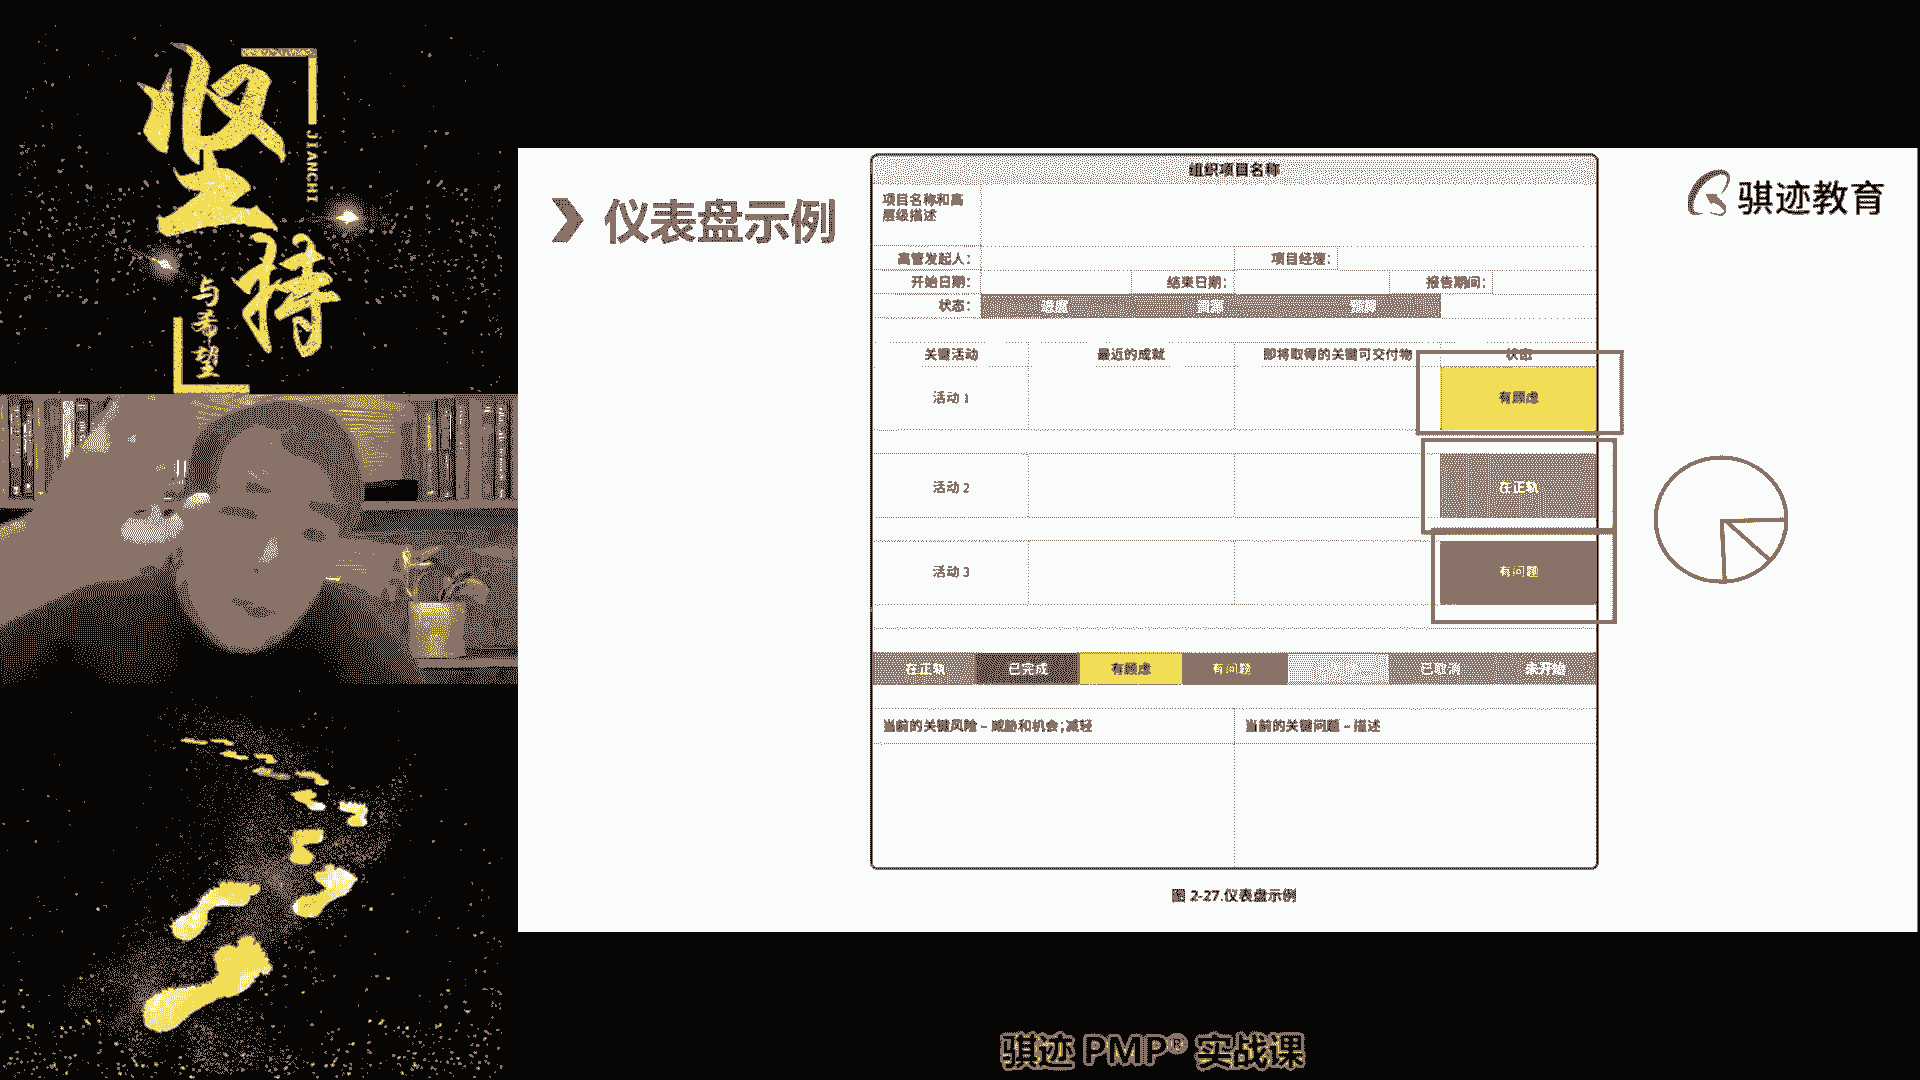 坚持
JIANCHI
与希望
仪表盘示例
骐迹教育
组织项目名称
项目名称和高
层级描述
高管发起人：
项目经理：
开始日期：
结束日期：
报告期间：
状态：
进度
资源
预算
关键活动
最近的成就
即将取得的关键可交付物
状态
活动 1
有顾虑
活动 2
在正轨
活动 3
有问题
在正轨
已完成
有顾虑
有问题
已取消
未开始
当前的关键风险 – 威胁和机会；减轻
当前的关键问题 – 描述
图 2-27.仪表盘示例
骐迹 PMP® 实战课